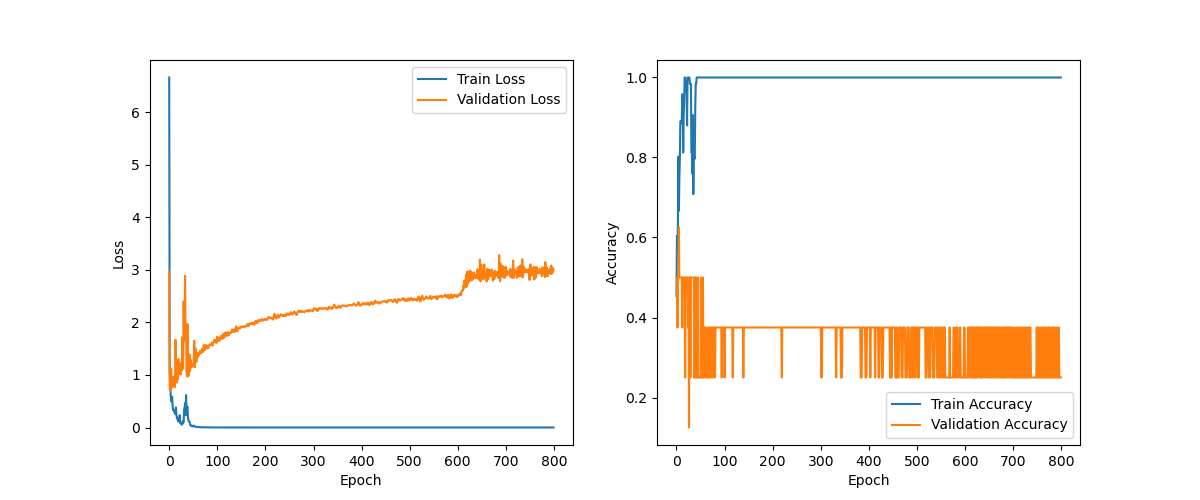 Train Loss
Validation Loss
6
5
4
3
2
1
0
Loss
0 100 200 300 400 500 600 700 800
Epoch
1.0
0.8
0.6
0.4
0.2
Accuracy
Train Accuracy
Validation Accuracy
0 100 200 300 400 500 600 700 800
Epoch